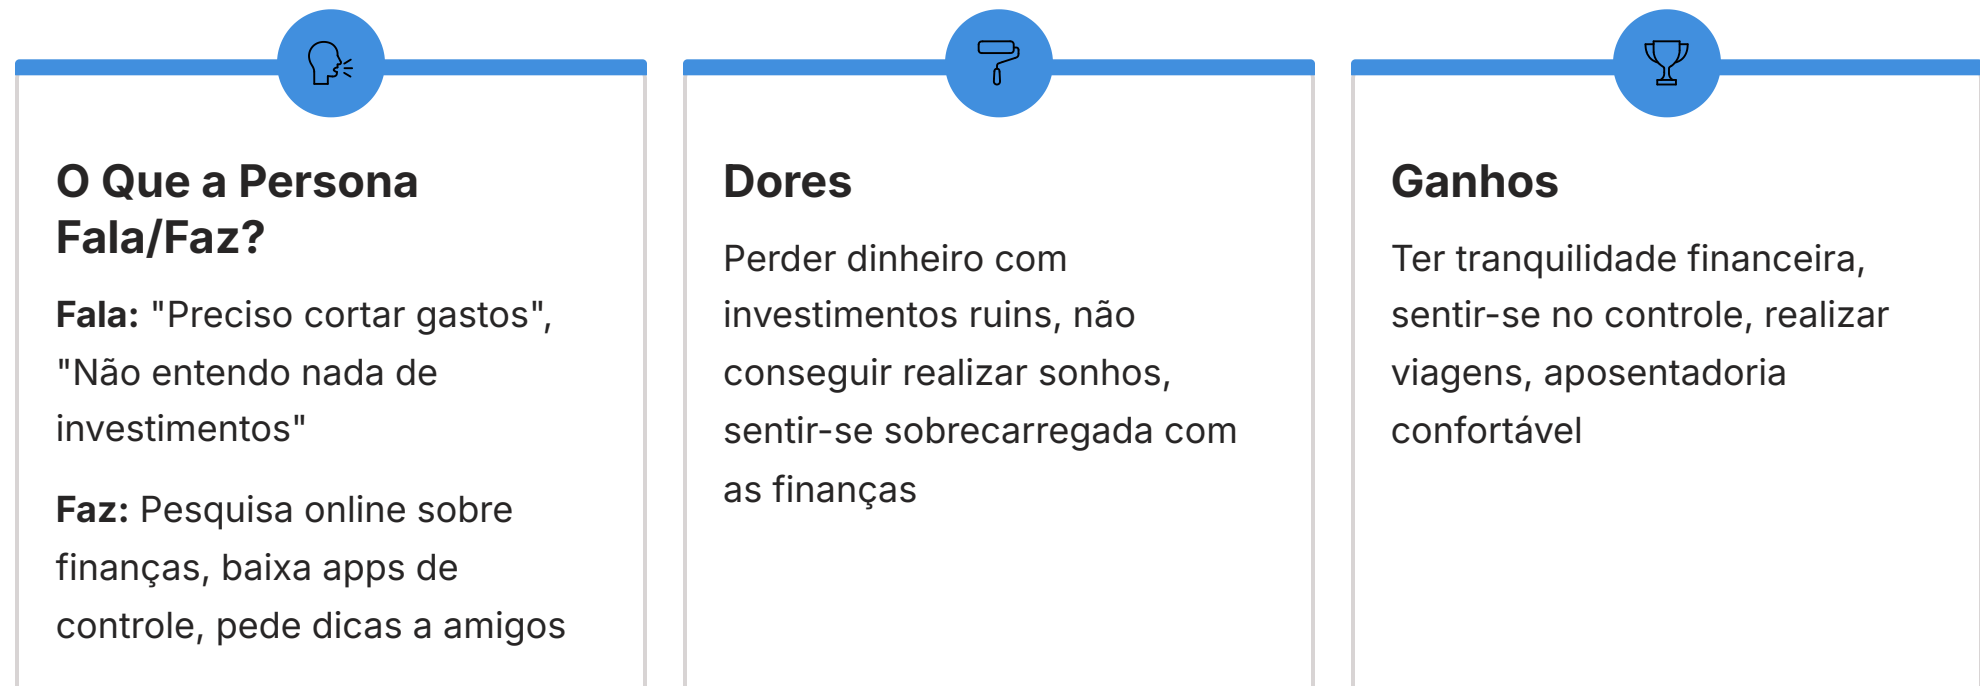 O Que a Persona
Fala/Faz?
Fala: "Preciso cortar gastos",
"Não entendo nada de
investimentos"
Faz: Pesquisa online sobre
finanças, baixa apps de
controle, pede dicas a amigos
Dores
Perder dinheiro com
investimentos ruins, não
conseguir realizar sonhos,
sentir-se sobrecarregada com
as finanças
Ganhos
Ter tranquilidade financeira,
sentir-se no controle, realizar
viagens, aposentadoria
confortável